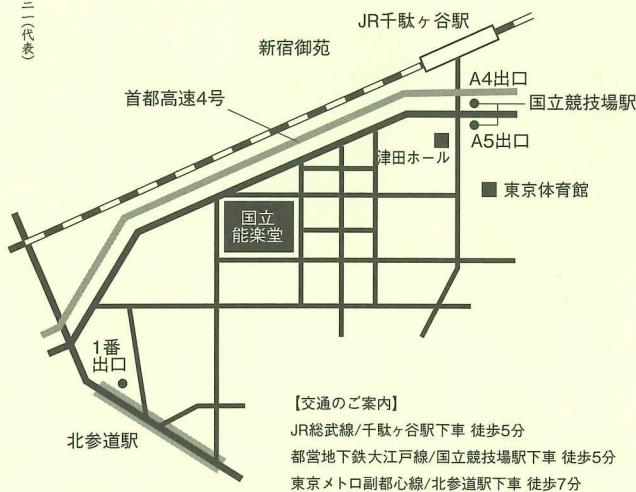 二一(代表)
JR千駄ヶ谷駅
新宿御苑
首都高速4号
A4出口
国立競技場駅
A5出口
津田ホール
東京体育館
国立
能楽堂
1番
出口
北参道駅
【交通のご案内】
JR総武線/千駄ヶ谷駅下車 徒歩5分
都営地下鉄大江戸線/国立競技場駅下車 徒歩5分
東京メトロ副都心線/北参道駅下車 徒歩7分